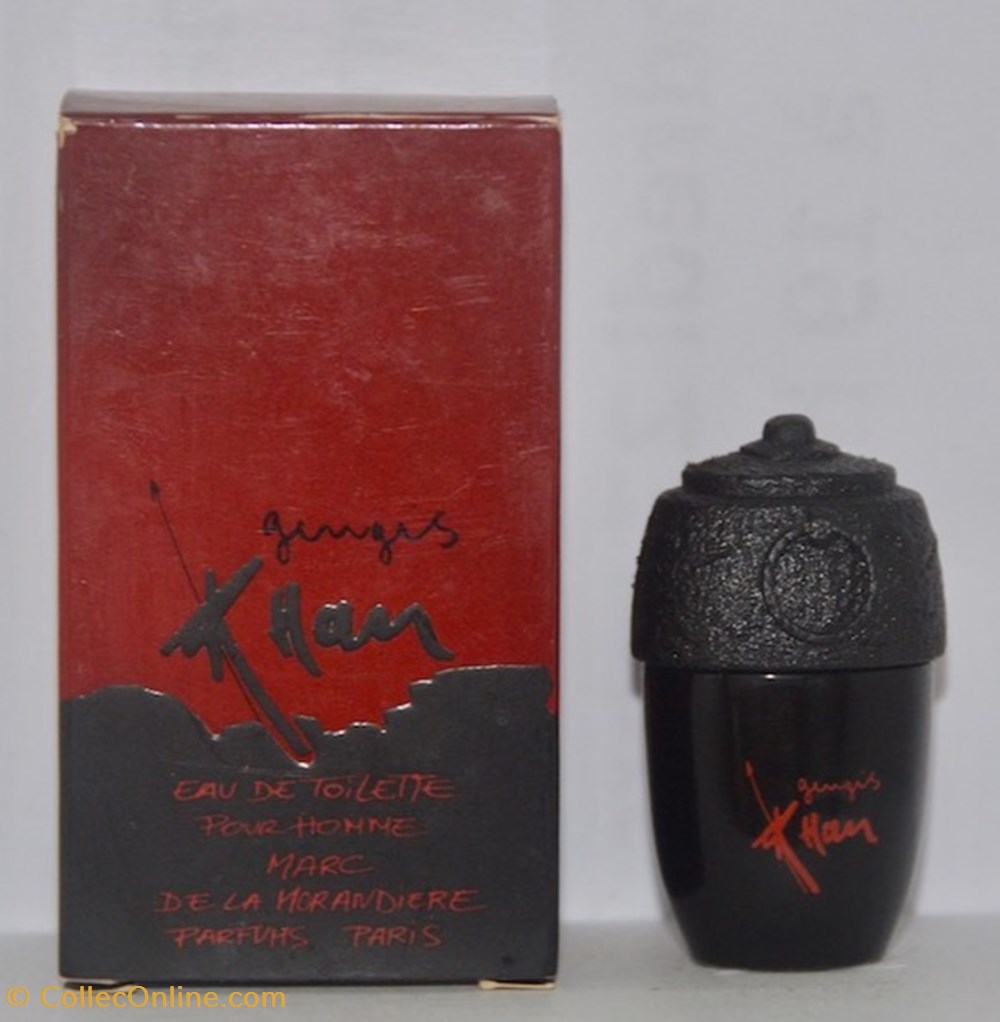 gengis
Khan
EAU DE TOILETTE
POUR HOMME
MARC
DE LA MORANDIERE
PARFUMS PARIS
gengis
Khan
© CollecOnline.com